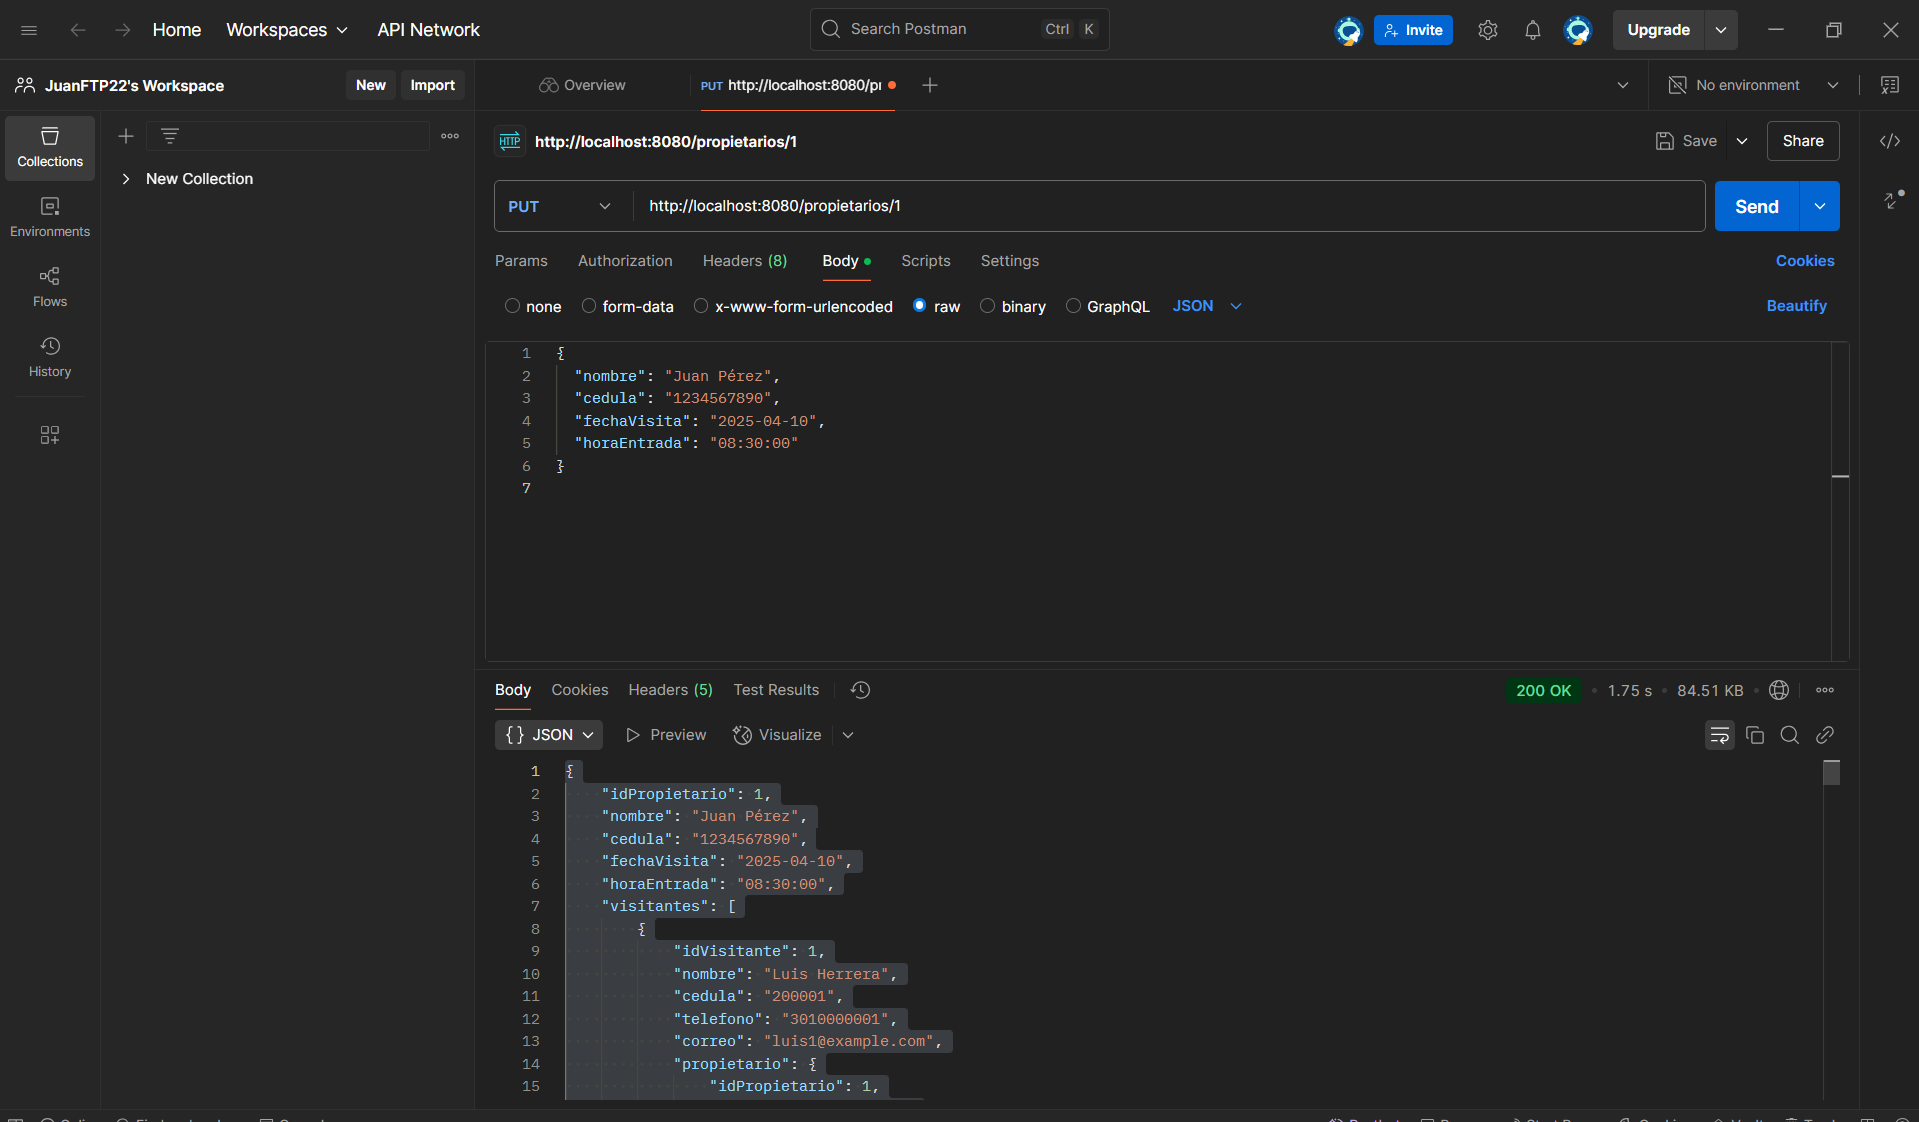 Home Workspaces API Network Search Postman Ctrl K Invite Upgrade
JuanFTP22's Workspace New Import Overview PUT http://localhost:8080/pr No environment
HTTP http://localhost:8080/propietarios/1 Save Share
Collections
New Collection
Environments
Flows
History
PUT http://localhost:8080/propietarios/1 Send
Params Authorization Headers (8) Body Scripts Settings Cookies
none form-data x-www-form-urlencoded raw binary GraphQL JSON Beautify
1 {
2 "nombre": "Juan Pérez",
3 "cedula": "1234567890",
4 "fechaVisita": "2025-04-10",
5 "horaEntrada": "08:30:00"
6 }
7
Body Cookies Headers (5) Test Results 200 OK • 1.75 s • 84.51 KB •
{} JSON Preview Visualize
1 {
2 "idPropietario": 1,
3 "nombre": "Juan Pérez",
4 "cedula": "1234567890",
5 "fechaVisita": "2025-04-10",
6 "horaEntrada": "08:30:00",
7 "visitantes": [
8 {
9 "idVisitante": 1,
10 "nombre": "Luis Herrera",
11 "cedula": "200001",
12 "telefono": "3010000001",
13 "correo": "luis1@example.com",
14 "propietario": {
15 "idPropietario": 1,